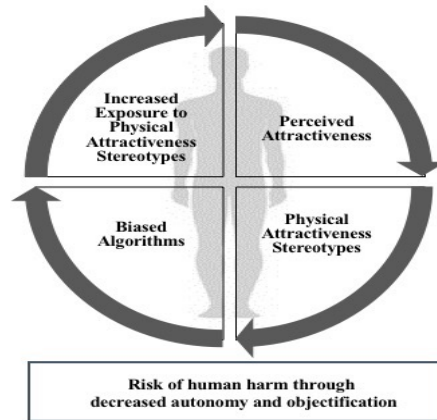 Increased
Exposure to
Physical
Attractiveness
Stereotypes
Perceived
Attractiveness
Biased
Algorithms
Physical
Attractiveness
Stereotypes
Risk of human harm through
decreased autonomy and objectification